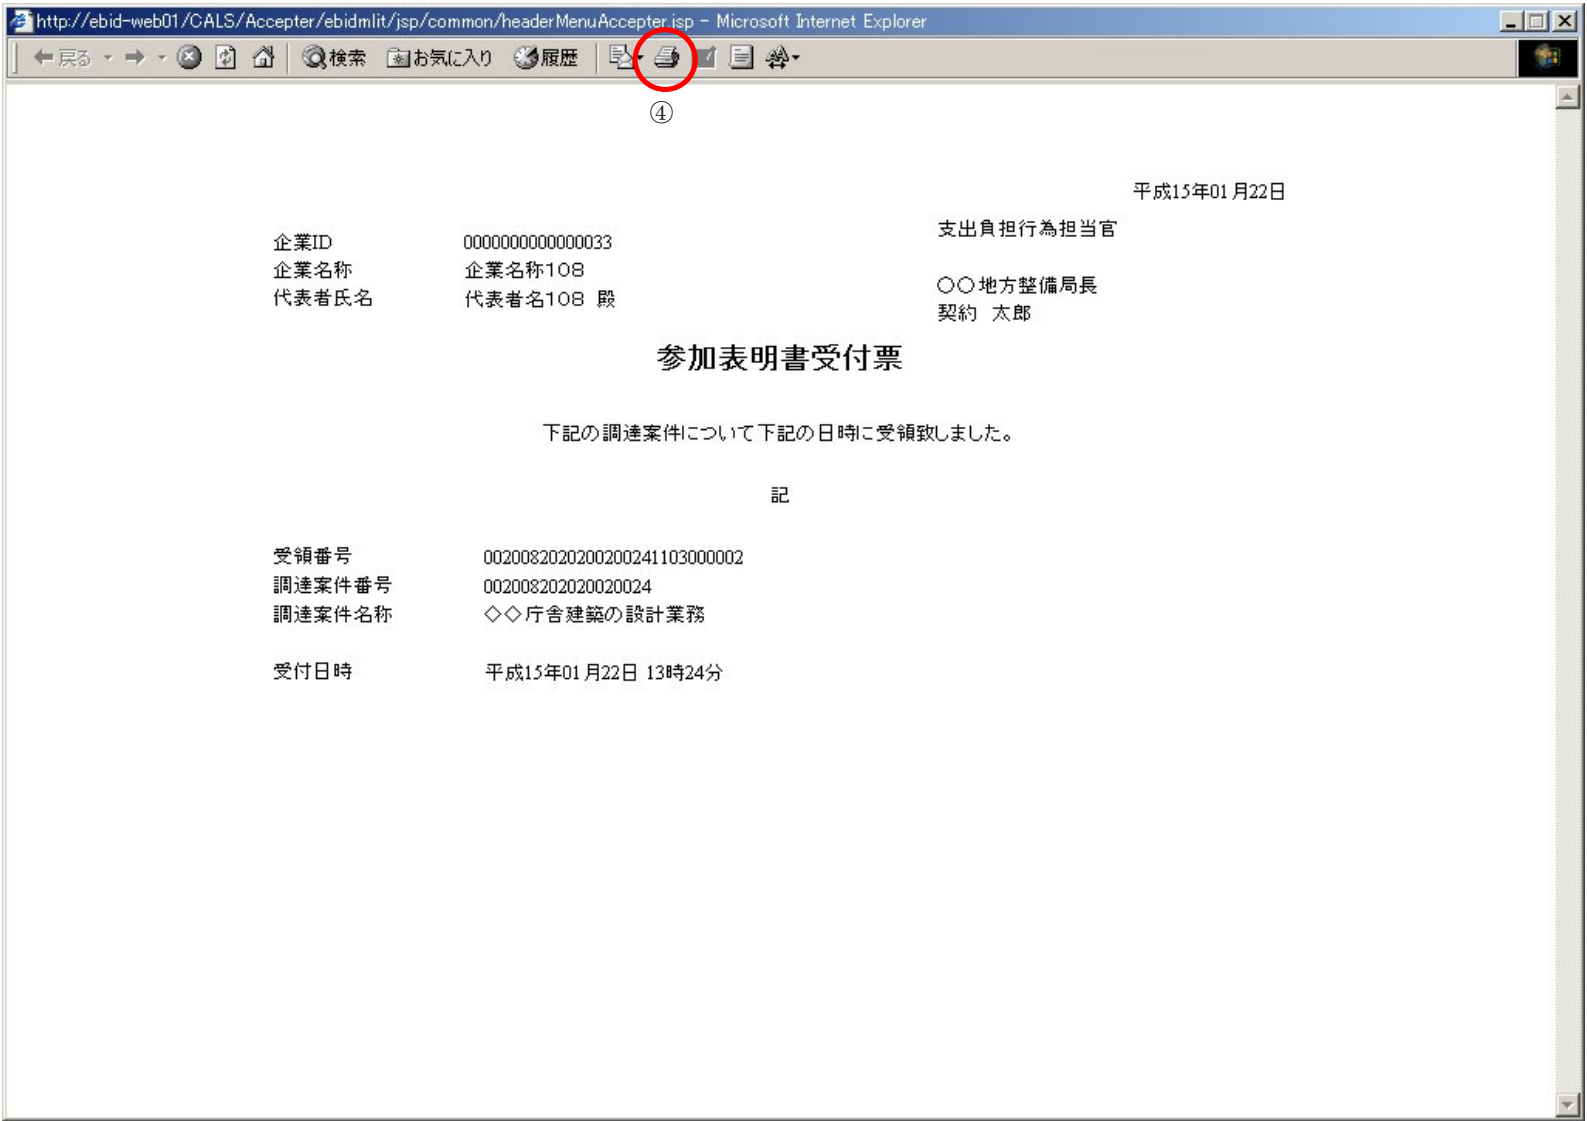 http://ebid-web01/CALS/Accepter/ebidmlit/jsp/common/headerMenuAccepter.jsp - Microsoft Internet Explorer
戻る 検索 お気に入り 履歴
④
平成15年01月22日
支出負担行為担当官
企業ID 0000000000000033
企業名称 企業名称108
〇〇地方整備局長
代表者氏名 代表者名108 殿
契約 太郎
参加表明書受付票
下記の調達案件について下記の日時に受領致しました。
記
受領番号 0020082020200200241103000002
調達案件番号 002008202020020024
調達案件名称 ◇◇庁舎建築の設計業務
受付日時 平成15年01月22日 13時24分